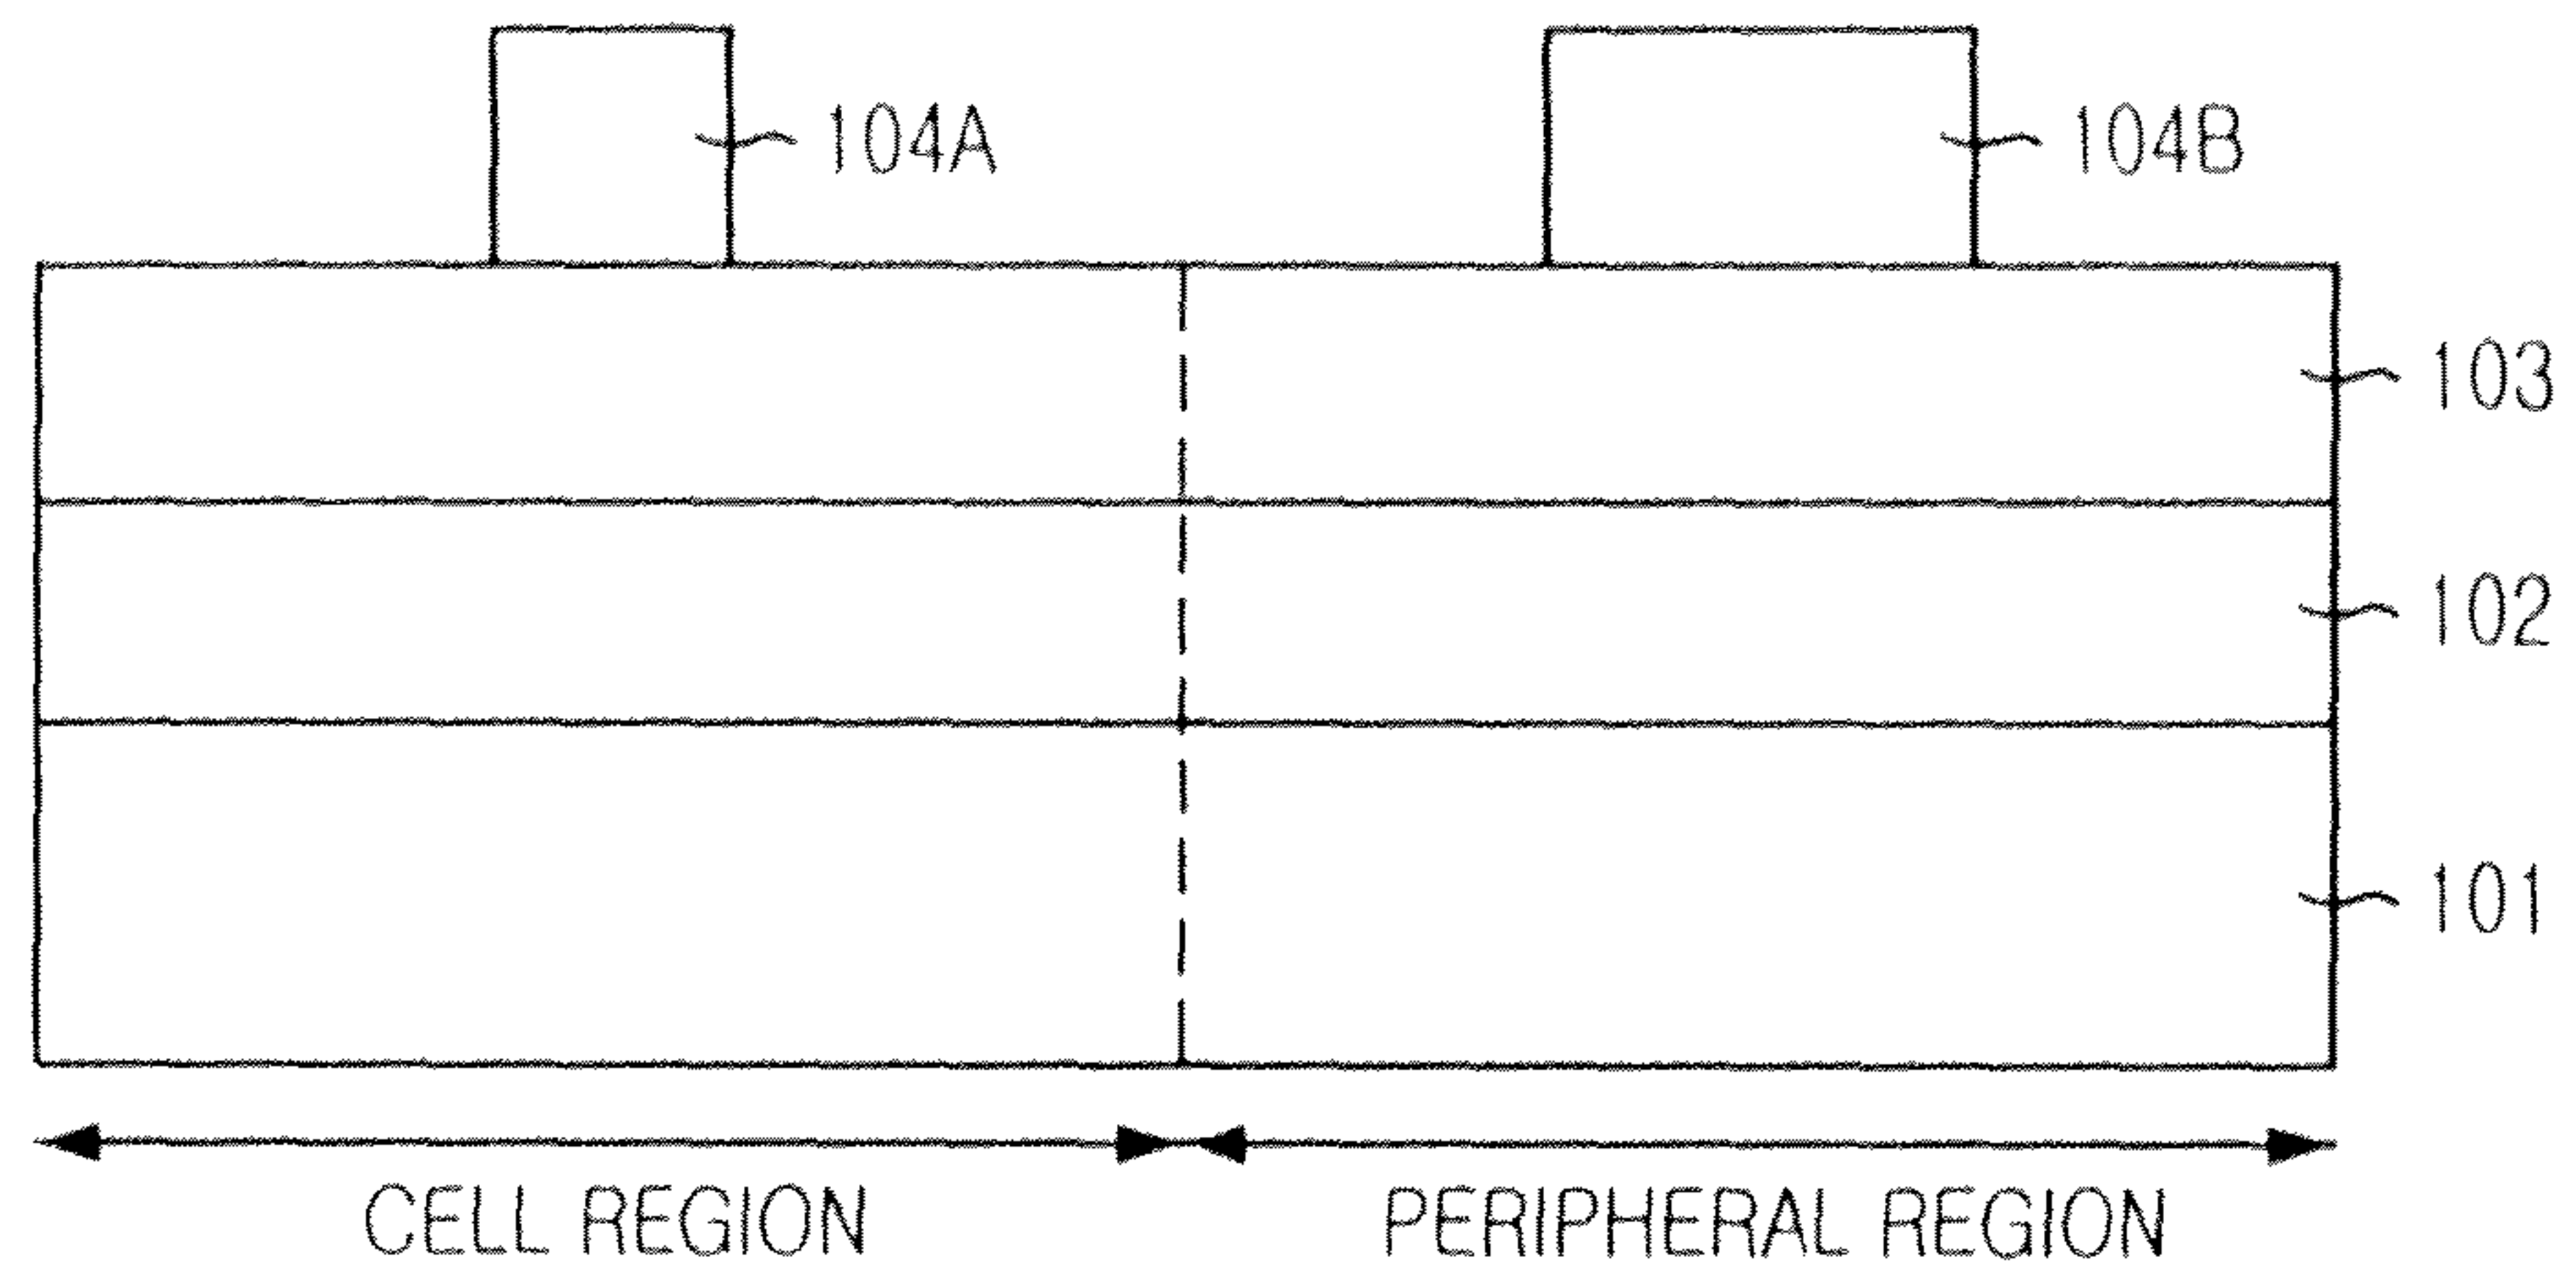 104A
104B
103
102
101
CELL REGION
PERIPHERAL REGION